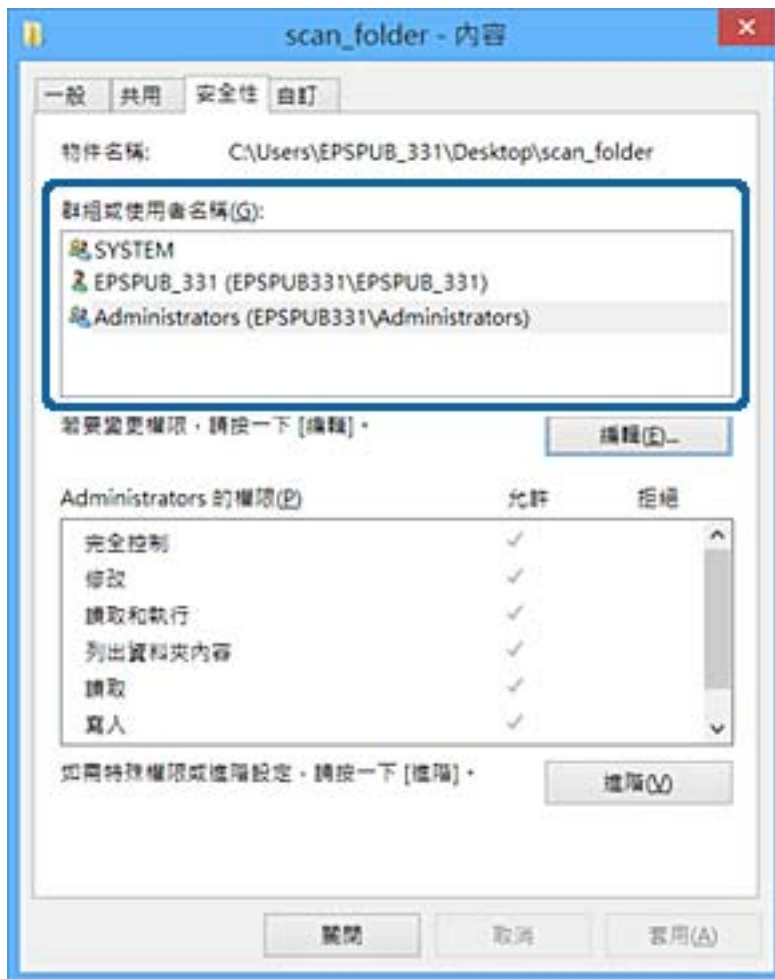 scan_folder - 內容
一般 共用 安全性 自訂
物件名稱: C:\Users\EPSPUB_331\Desktop\scan_folder
群組或使用者名稱(G):
SYSTEM
EPSPUB_331 (EPSPUB331\EPSPUB_331)
Administrators (EPSPUB331\Administrators)
若要變更權限，請按一下 [編輯]。
編輯(E)...
Administrators 的權限(P) 允許 拒絕
完全控制
修改
讀取和執行
列出資料夾內容
讀取
寫入
如需特殊權限或進階設定，請按一下 [進階]。
進階(V)
關閉 取消 套用(A)